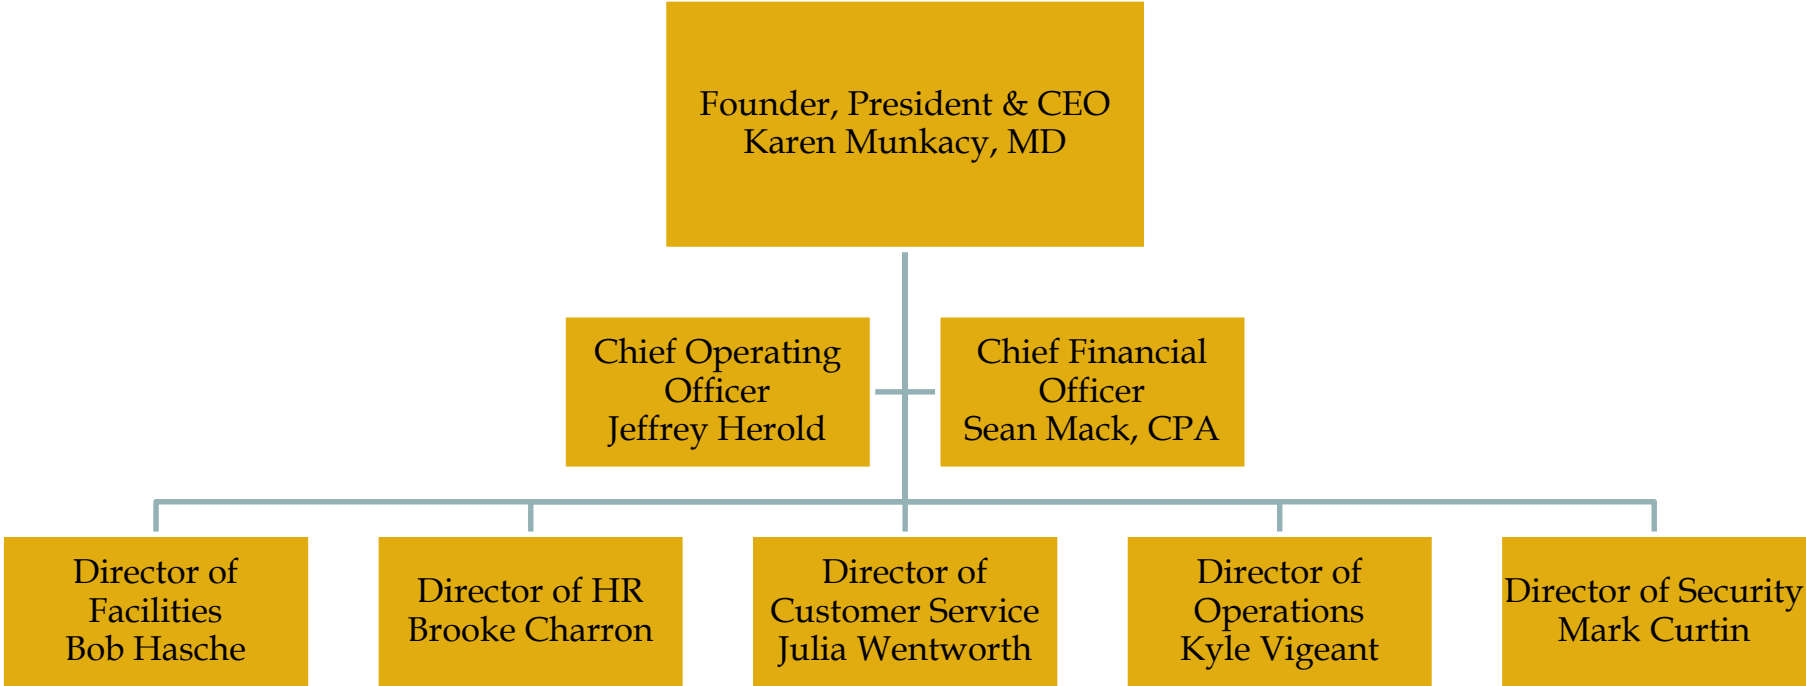 Founder, President & CEO
Karen Munkacy, MD
Chief Operating
Officer
Jeffrey Herold
Chief Financial
Officer
Sean Mack, CPA
Director of
Facilities
Bob Hasche
Director of HR
Brooke Charron
Director of
Customer Service
Julia Wentworth
Director of
Operations
Kyle Vigeant
Director of Security
Mark Curtin